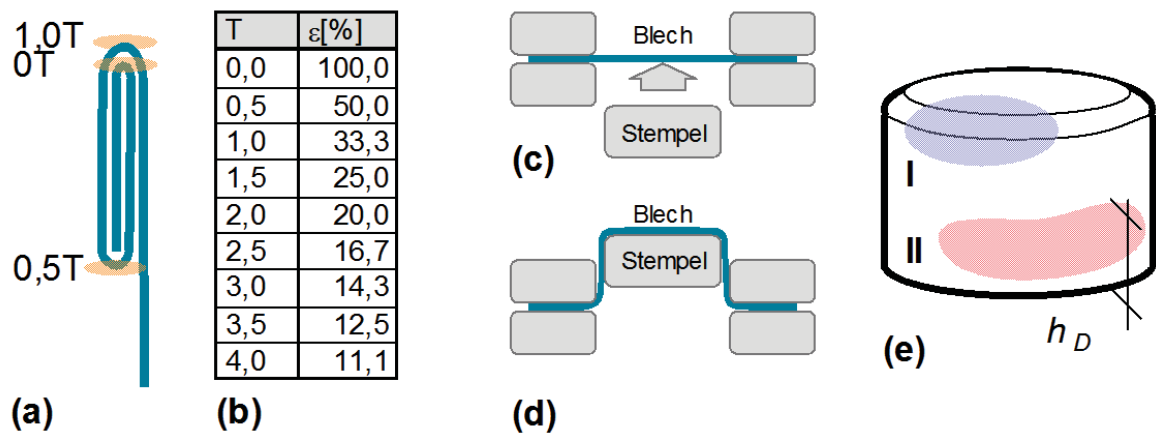 1,0T
0T
0,5T
(a)
T ε[%]
0,0 100,0
0,5 50,0
1,0 33,3
1,5 25,0
2,0 20,0
2,5 16,7
3,0 14,3
3,5 12,5
4,0 11,1
(b)
Blech
Stempel
(c)
Blech
Stempel
(d)
I
II
h D
(e)